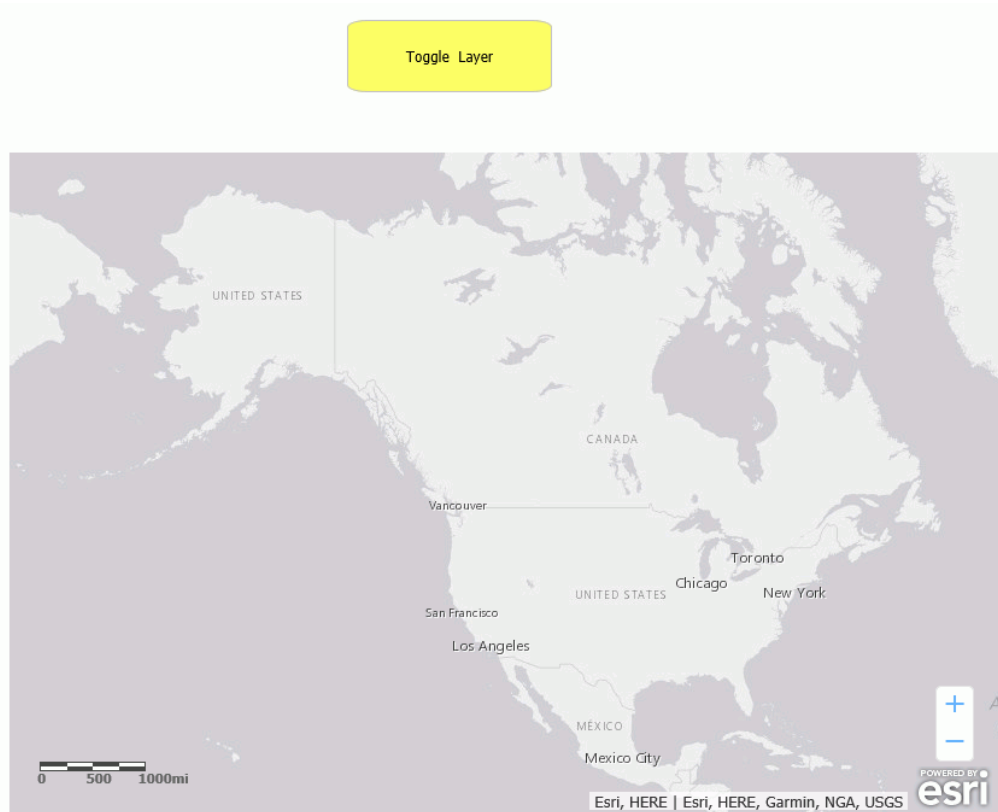 Toggle Layer
UNITED STATES
CANADA
Vancouver
Toronto
Chicago
New York
UNITED STATES
San Francisco
Los Angeles
MÉXICO
Mexico City
0 500 1000mi
POWERED BY
esri
Esri, HERE | Esri, HERE, Garmin, NGA, USGS